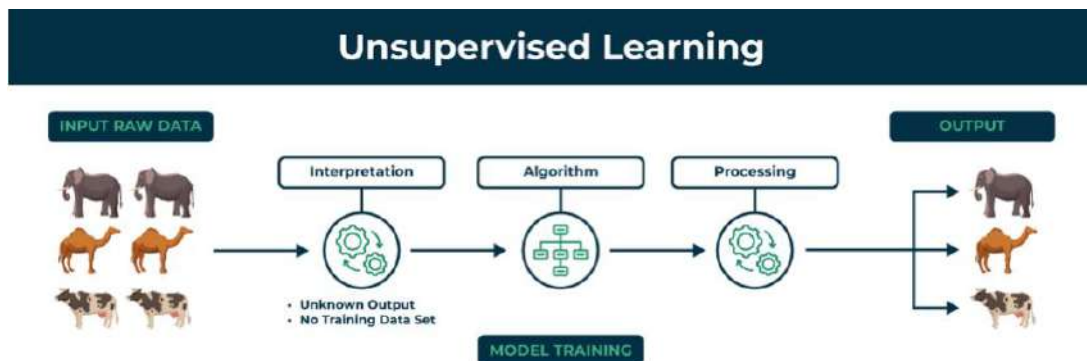 Unsupervised Learning
INPUT RAW DATA
OUTPUT
Interpretation
Algorithm
Processing
• Unknown Output
• No Training Data Set
MODEL TRAINING